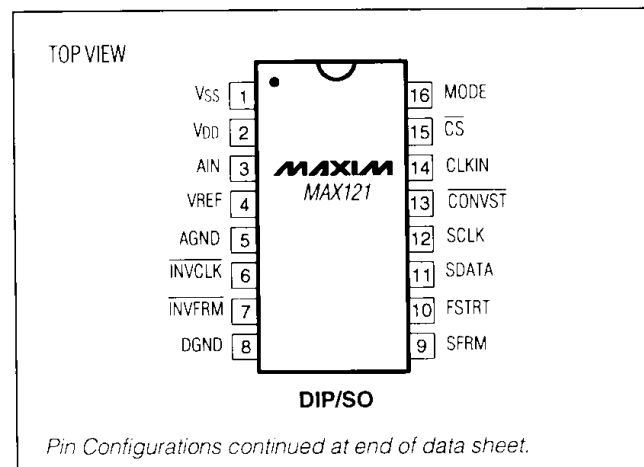 TOP VIEW
VSS 1
VDD 2
AIN 3
VREF 4
AGND 5
INVCLK 6
INVFRM 7
DGND 8
MAXIM
MAX121
16 MODE
15 CS
14 CLKIN
13 CONVST
12 SCLK
11 SDATA
10 FSTRT
9 SFRM
DIP/SO
Pin Configurations continued at end of data sheet.